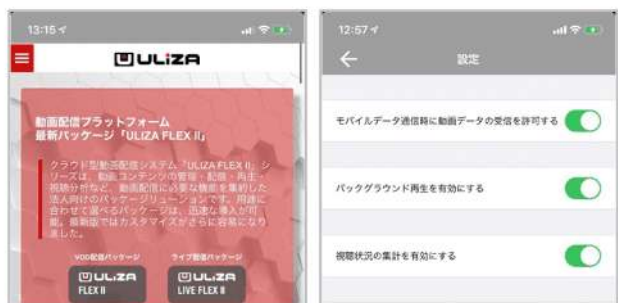 13:15
ULIZA
動画配信プラットフォーム
最新パッケージ「ULIZA FLEX II」
クラウド型動画配信システム「ULIZA FLEX II」シ
リーズは、動画コンテンツの管理・配信・再生・
視聴分析など、動画配信に必要な機能を集約した
法人向けのパッケージソリューションです。用途に
合わせて選べるパッケージは、迅速な導入が可
能。最新版ではカスタマイズがさらに容易になり
ました。
VOD配信パッケージ
ライブ配信パッケージ
ULIZA
FLEX II
ULIZA
LIVE FLEX II
12:57
設定
モバイルデータ通信時に動画データの受信を許可する
バックグラウンド再生を有効にする
視聴状況の集計を有効にする